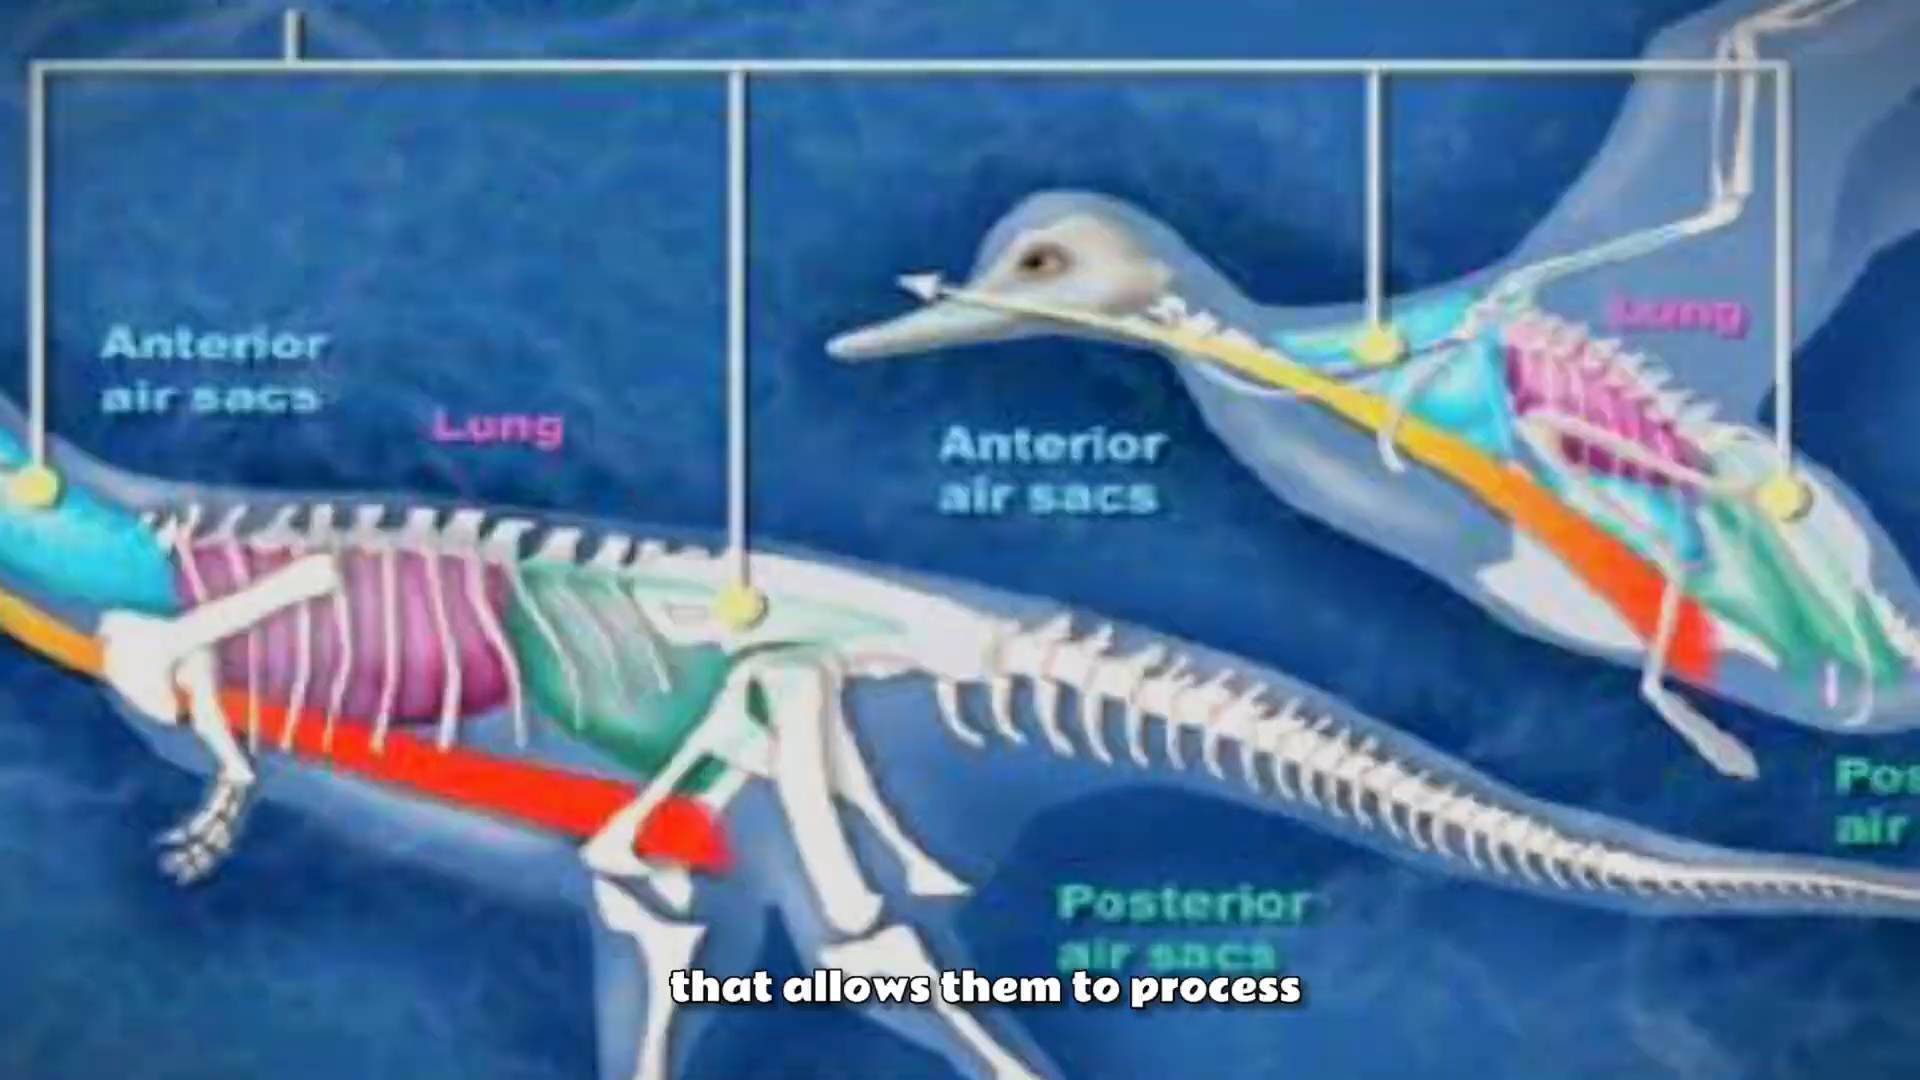 Lung
Anterior
air sacs
Lung
Anterior
air sacs
Pos
air
Posterior
air sacs
that allows them to process